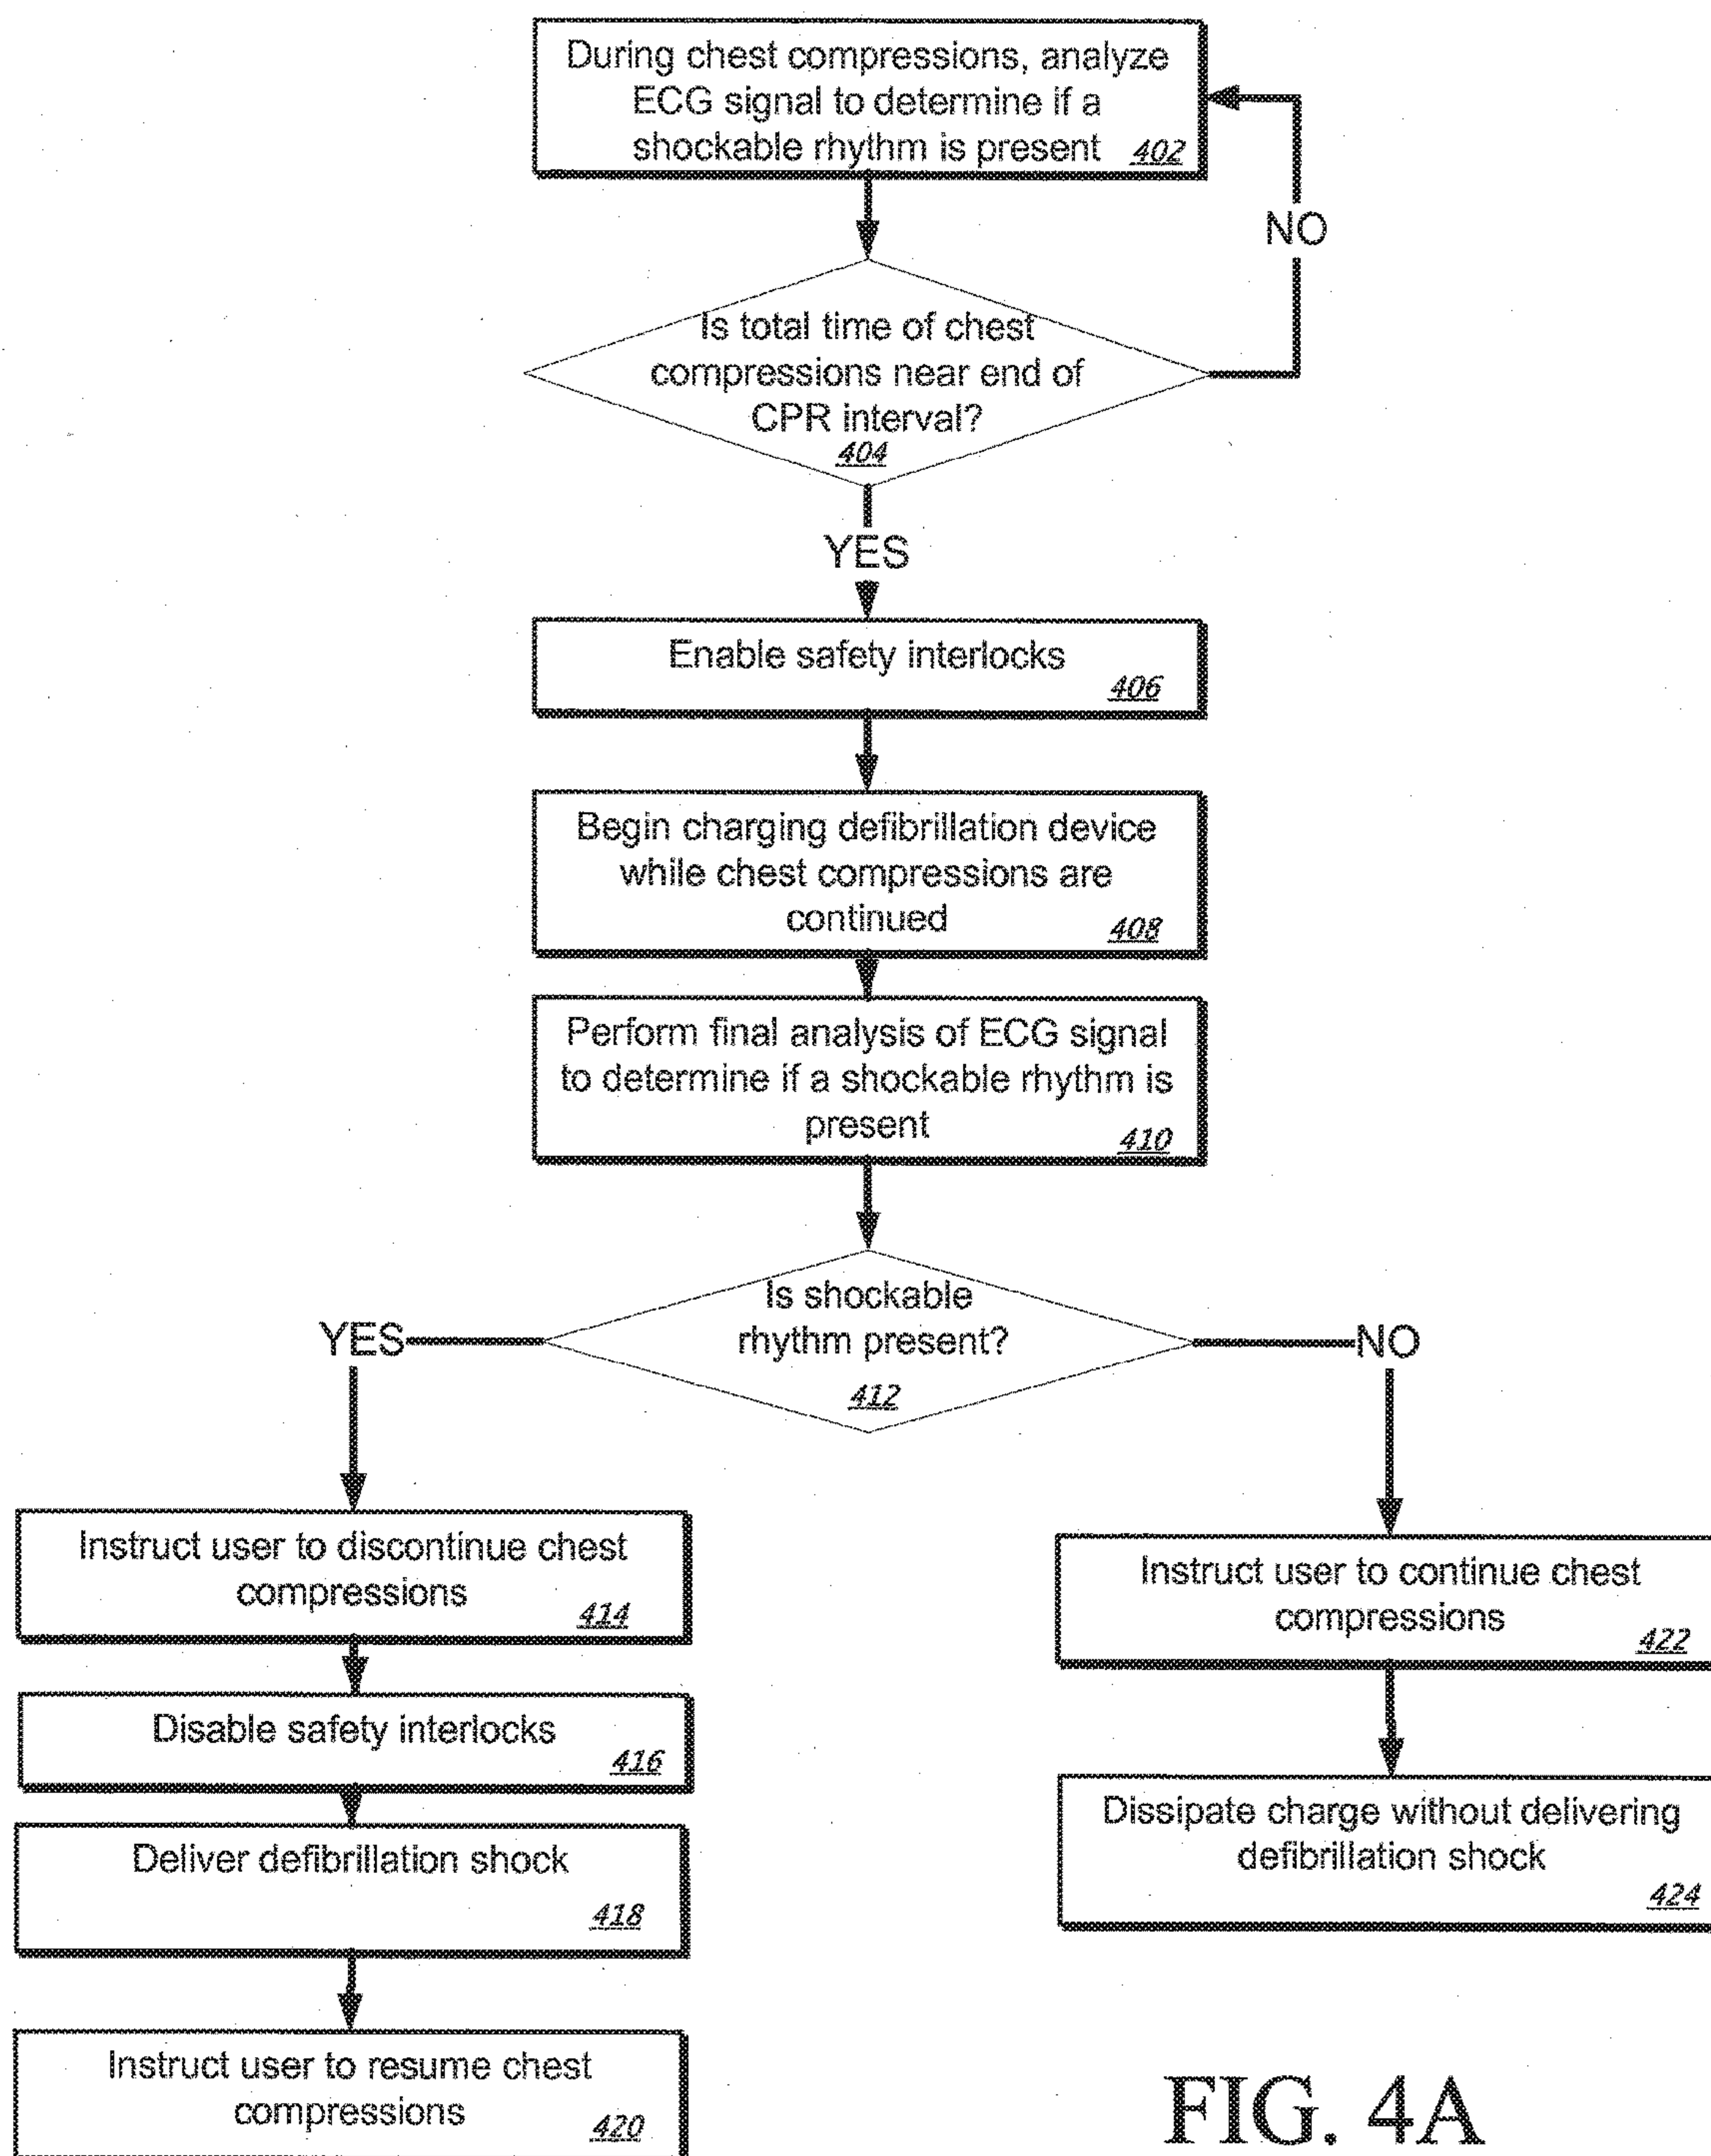 During chest compressions, analyze
ECG signal to determine if a
shockable rhythm is present 402
NO
Is total time of chest
compressions near end of
CPR interval?
404
YES
Enable safety interlocks
406
Begin charging defibrillation device
while chest compressions are
continued 408
Perform final analysis of ECG signal
to determine if a shockable rhythm is
present 410
Is shockable
rhythm present?
412
YES
NO
Instruct user to discontinue chest
compressions 414
Disable safety interlocks
416
Deliver defibrillation shock
418
Instruct user to resume chest
compressions 420
Instruct user to continue chest
compressions 422
Dissipate charge without delivering
defibrillation shock
424
FIG. 4A